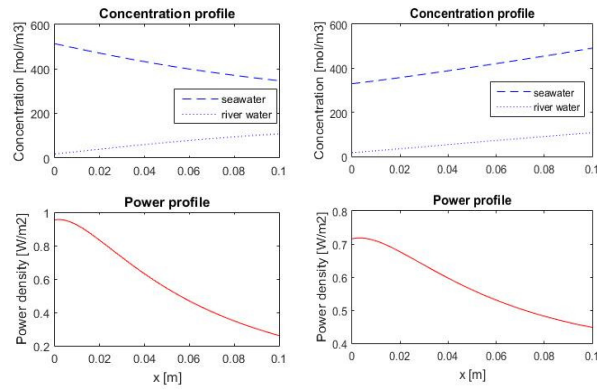 Concentration profile
Concentration [mol/m3]
600
400
200
0
seawater
river water
0 0.02 0.04 0.06 0.08 0.1
Concentration profile
Concentration [mol/m3]
600
400
200
0
seawater
river water
0 0.02 0.04 0.06 0.08 0.1
Power profile
Power density [W/m2]
1
0.8
0.6
0.4
0.2
0 0.02 0.04 0.06 0.08 0.1
x [m]
Power profile
Power density [W/m2]
0.8
0.7
0.6
0.5
0.4
0 0.02 0.04 0.06 0.08 0.1
x [m]